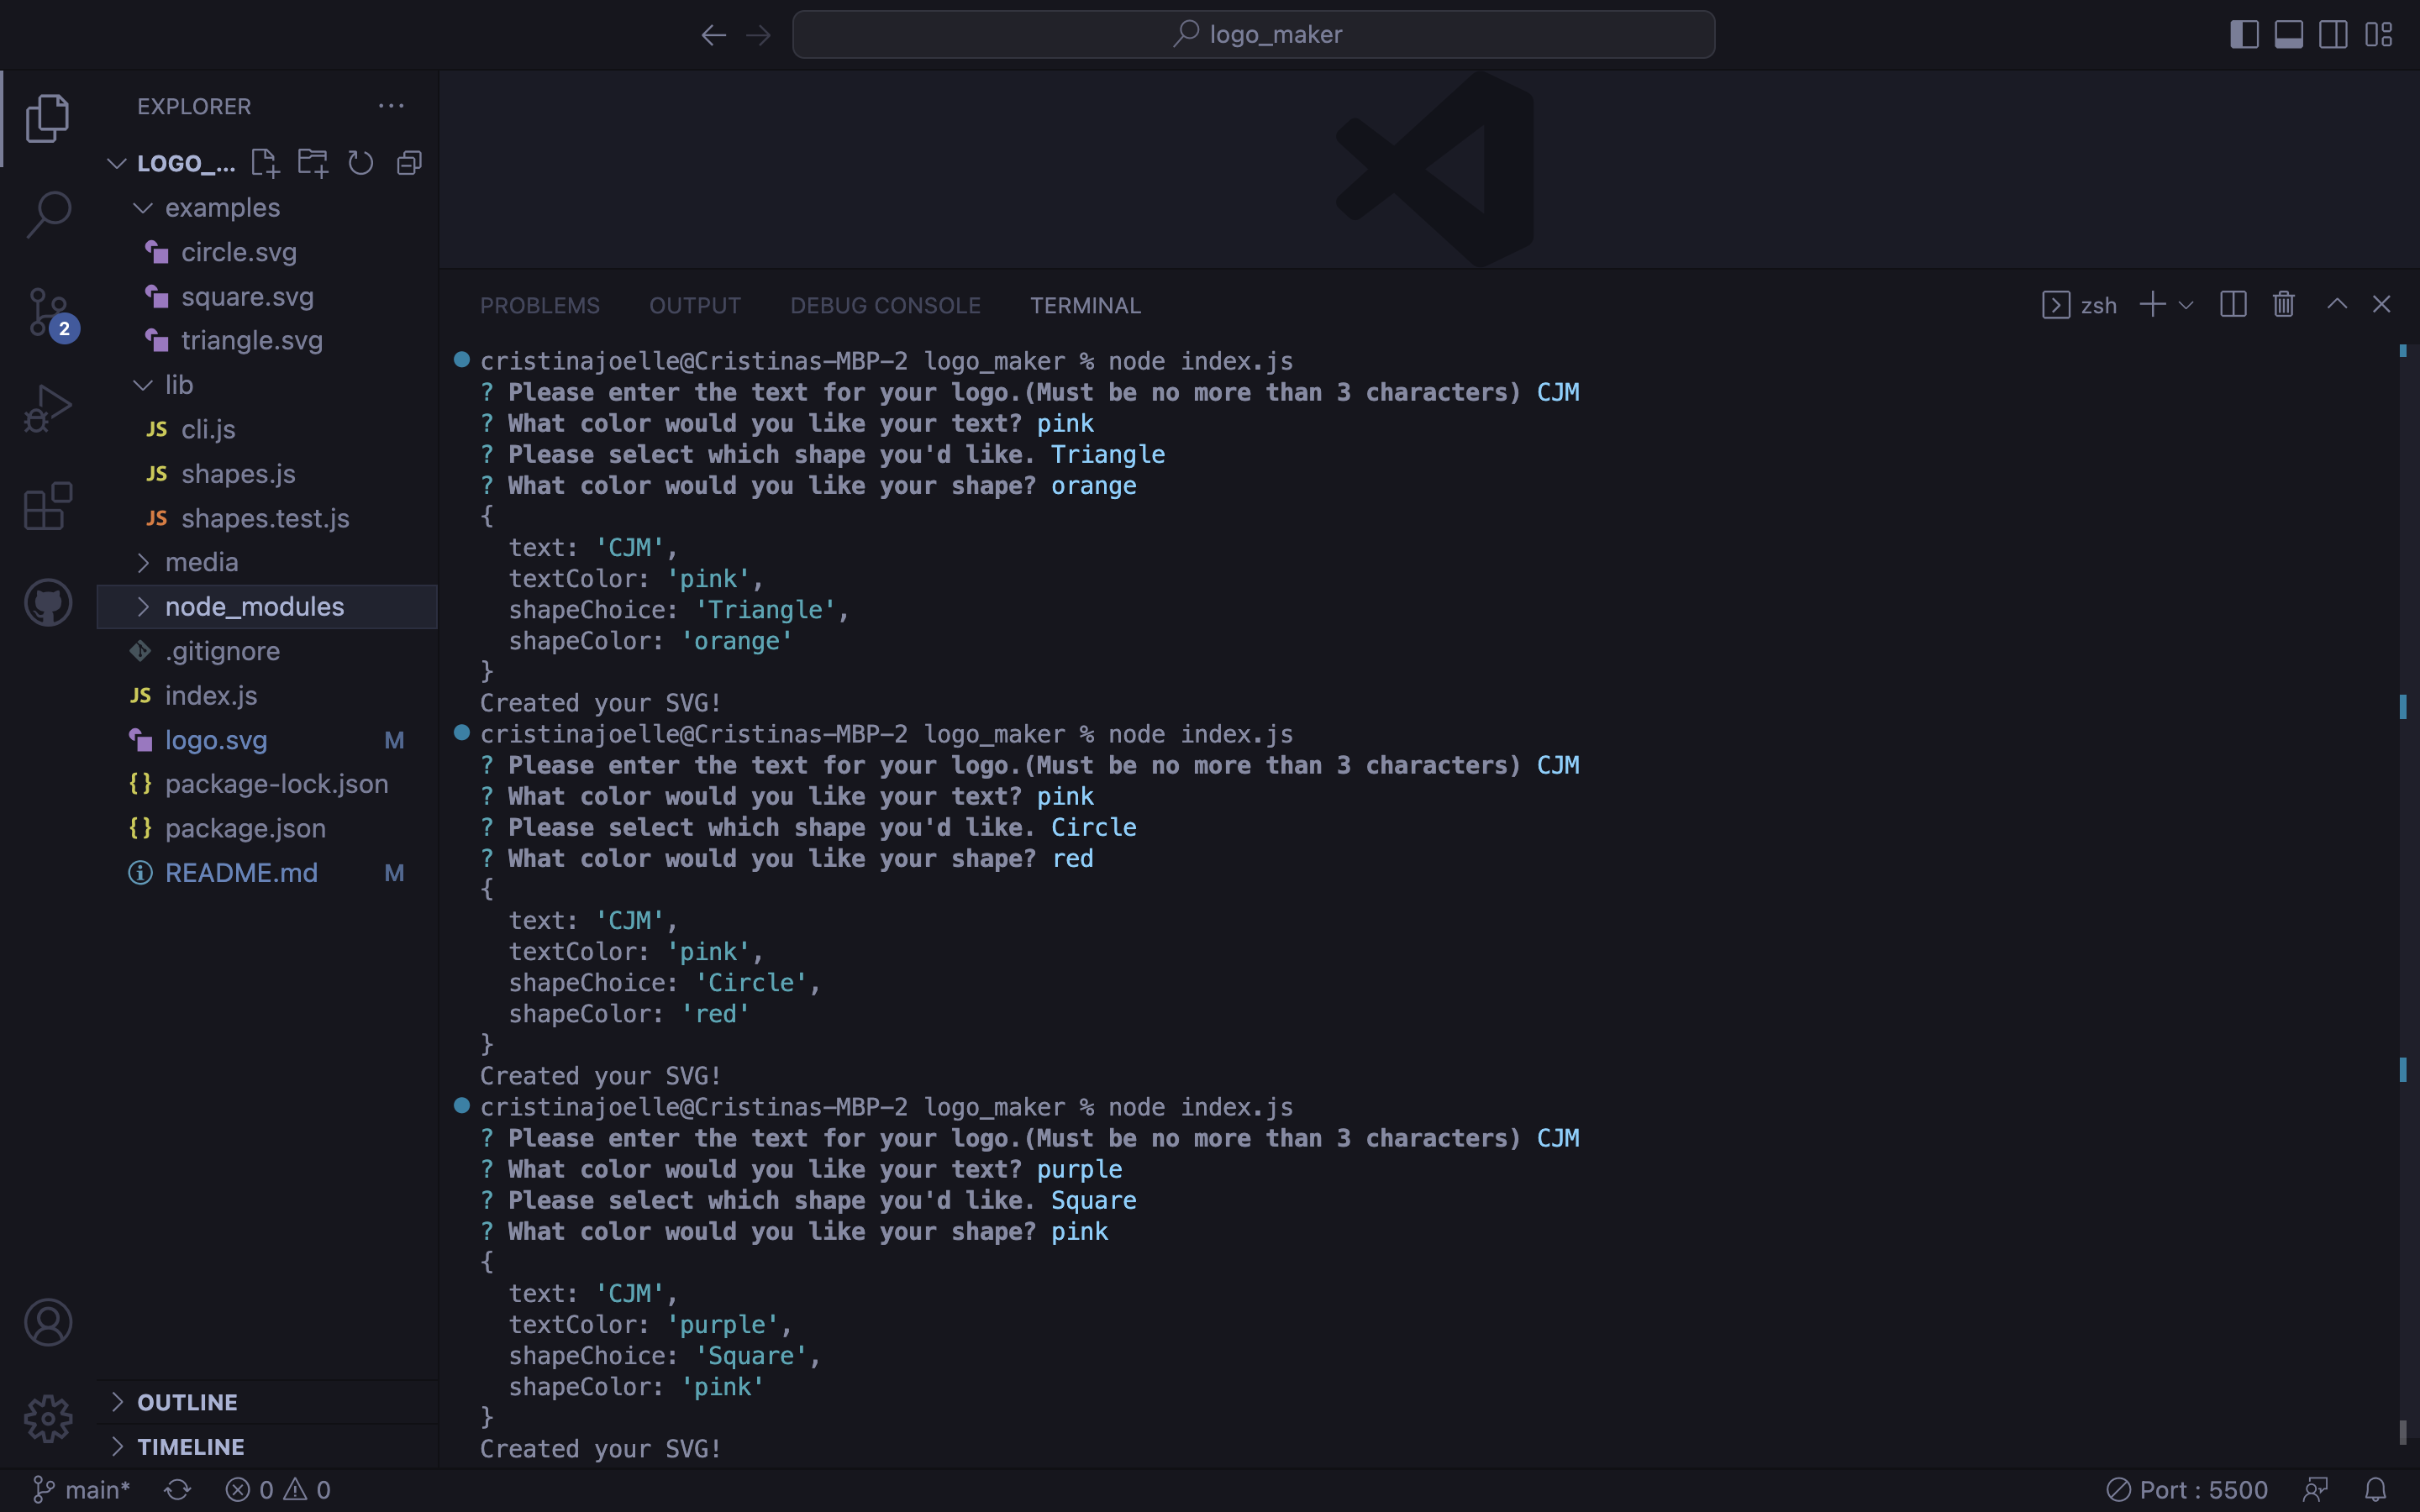 logo_maker
EXPLORER
LOGO_...
examples
circle.svg
square.svg
triangle.svg
lib
JS cli.js
JS shapes.js
JS shapes.test.js
media
node_modules
.gitignore
JS index.js
logo.svg M
{} package-lock.json
{} package.json
README.md M
2
OUTLINE
TIMELINE
PROBLEMS OUTPUT DEBUG CONSOLE TERMINAL
zsh
cristinajoelle@Cristinas-MBP-2 logo_maker % node index.js
? Please enter the text for your logo.(Must be no more than 3 characters) CJM
? What color would you like your text? pink
? Please select which shape you'd like. Triangle
? What color would you like your shape? orange
{
text: 'CJM',
textColor: 'pink',
shapeChoice: 'Triangle',
shapeColor: 'orange'
}
Created your SVG!
cristinajoelle@Cristinas-MBP-2 logo_maker % node index.js
? Please enter the text for your logo.(Must be no more than 3 characters) CJM
? What color would you like your text? pink
? Please select which shape you'd like. Circle
? What color would you like your shape? red
{
text: 'CJM',
textColor: 'pink',
shapeChoice: 'Circle',
shapeColor: 'red'
}
Created your SVG!
cristinajoelle@Cristinas-MBP-2 logo_maker % node index.js
? Please enter the text for your logo.(Must be no more than 3 characters) CJM
? What color would you like your text? purple
? Please select which shape you'd like. Square
? What color would you like your shape? pink
{
text: 'CJM',
textColor: 'purple',
shapeChoice: 'Square',
shapeColor: 'pink'
}
Created your SVG!
main* 0 0 Port : 5500